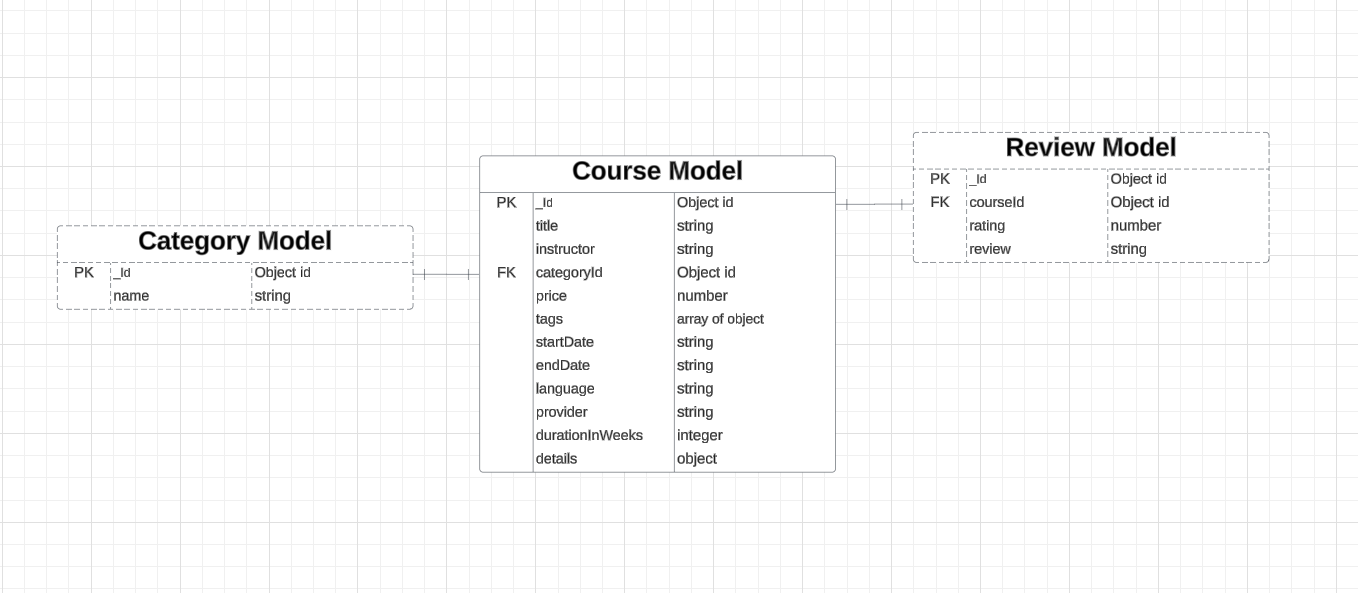 Category Model
PK _Id Object id
name string
Course Model
PK _Id Object id
title string
instructor string
FK categoryId Object id
price number
tags array of object
startDate string
endDate string
language string
provider string
durationInWeeks integer
details object
Review Model
PK _Id Object id
FK courseId Object id
rating number
review string